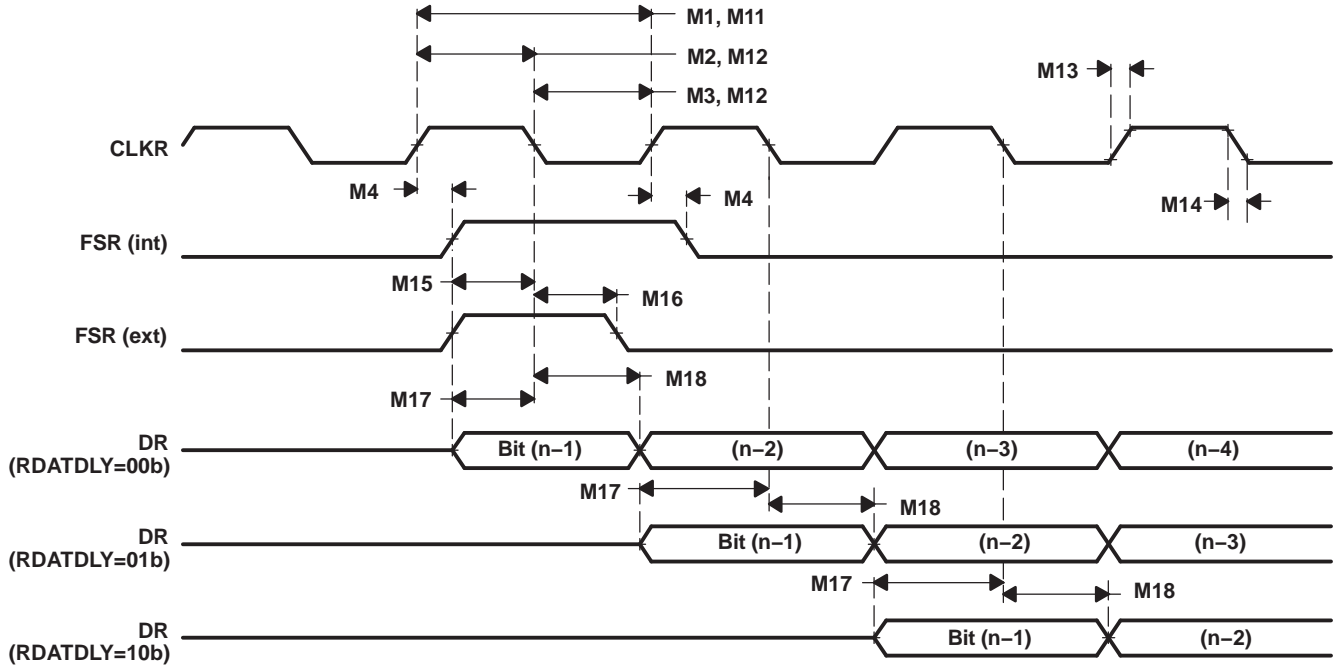 M1, M11
M2, M12
M13
M3, M12
CLKR
M4
M4
M14
FSR (int)
M15
M16
FSR (ext)
M18
M17
DR
(RDATDLY=00b)
Bit (n–1)
(n–2)
(n–3)
(n–4)
M17
M18
DR
(RDATDLY=01b)
Bit (n–1)
(n–2)
(n–3)
M17
M18
DR
(RDATDLY=10b)
Bit (n–1)
(n–2)